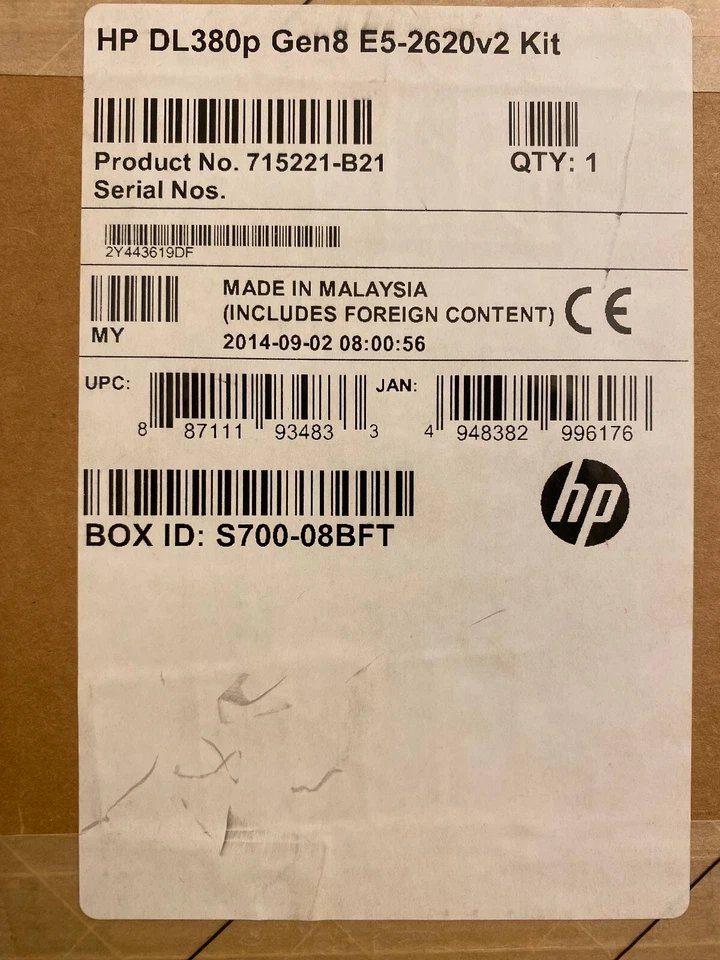 HP DL380p Gen8 E5-2620v2 Kit
Product No. 715221-B21 QTY: 1
Serial Nos.
2Y443619DF
MADE IN MALAYSIA
(INCLUDES FOREIGN CONTENT) CE
MY 2014-09-02 08:00:56
UPC: JAN:
8 87111 93483 3 4 948382 996176
hp
BOX ID: S700-08BFT